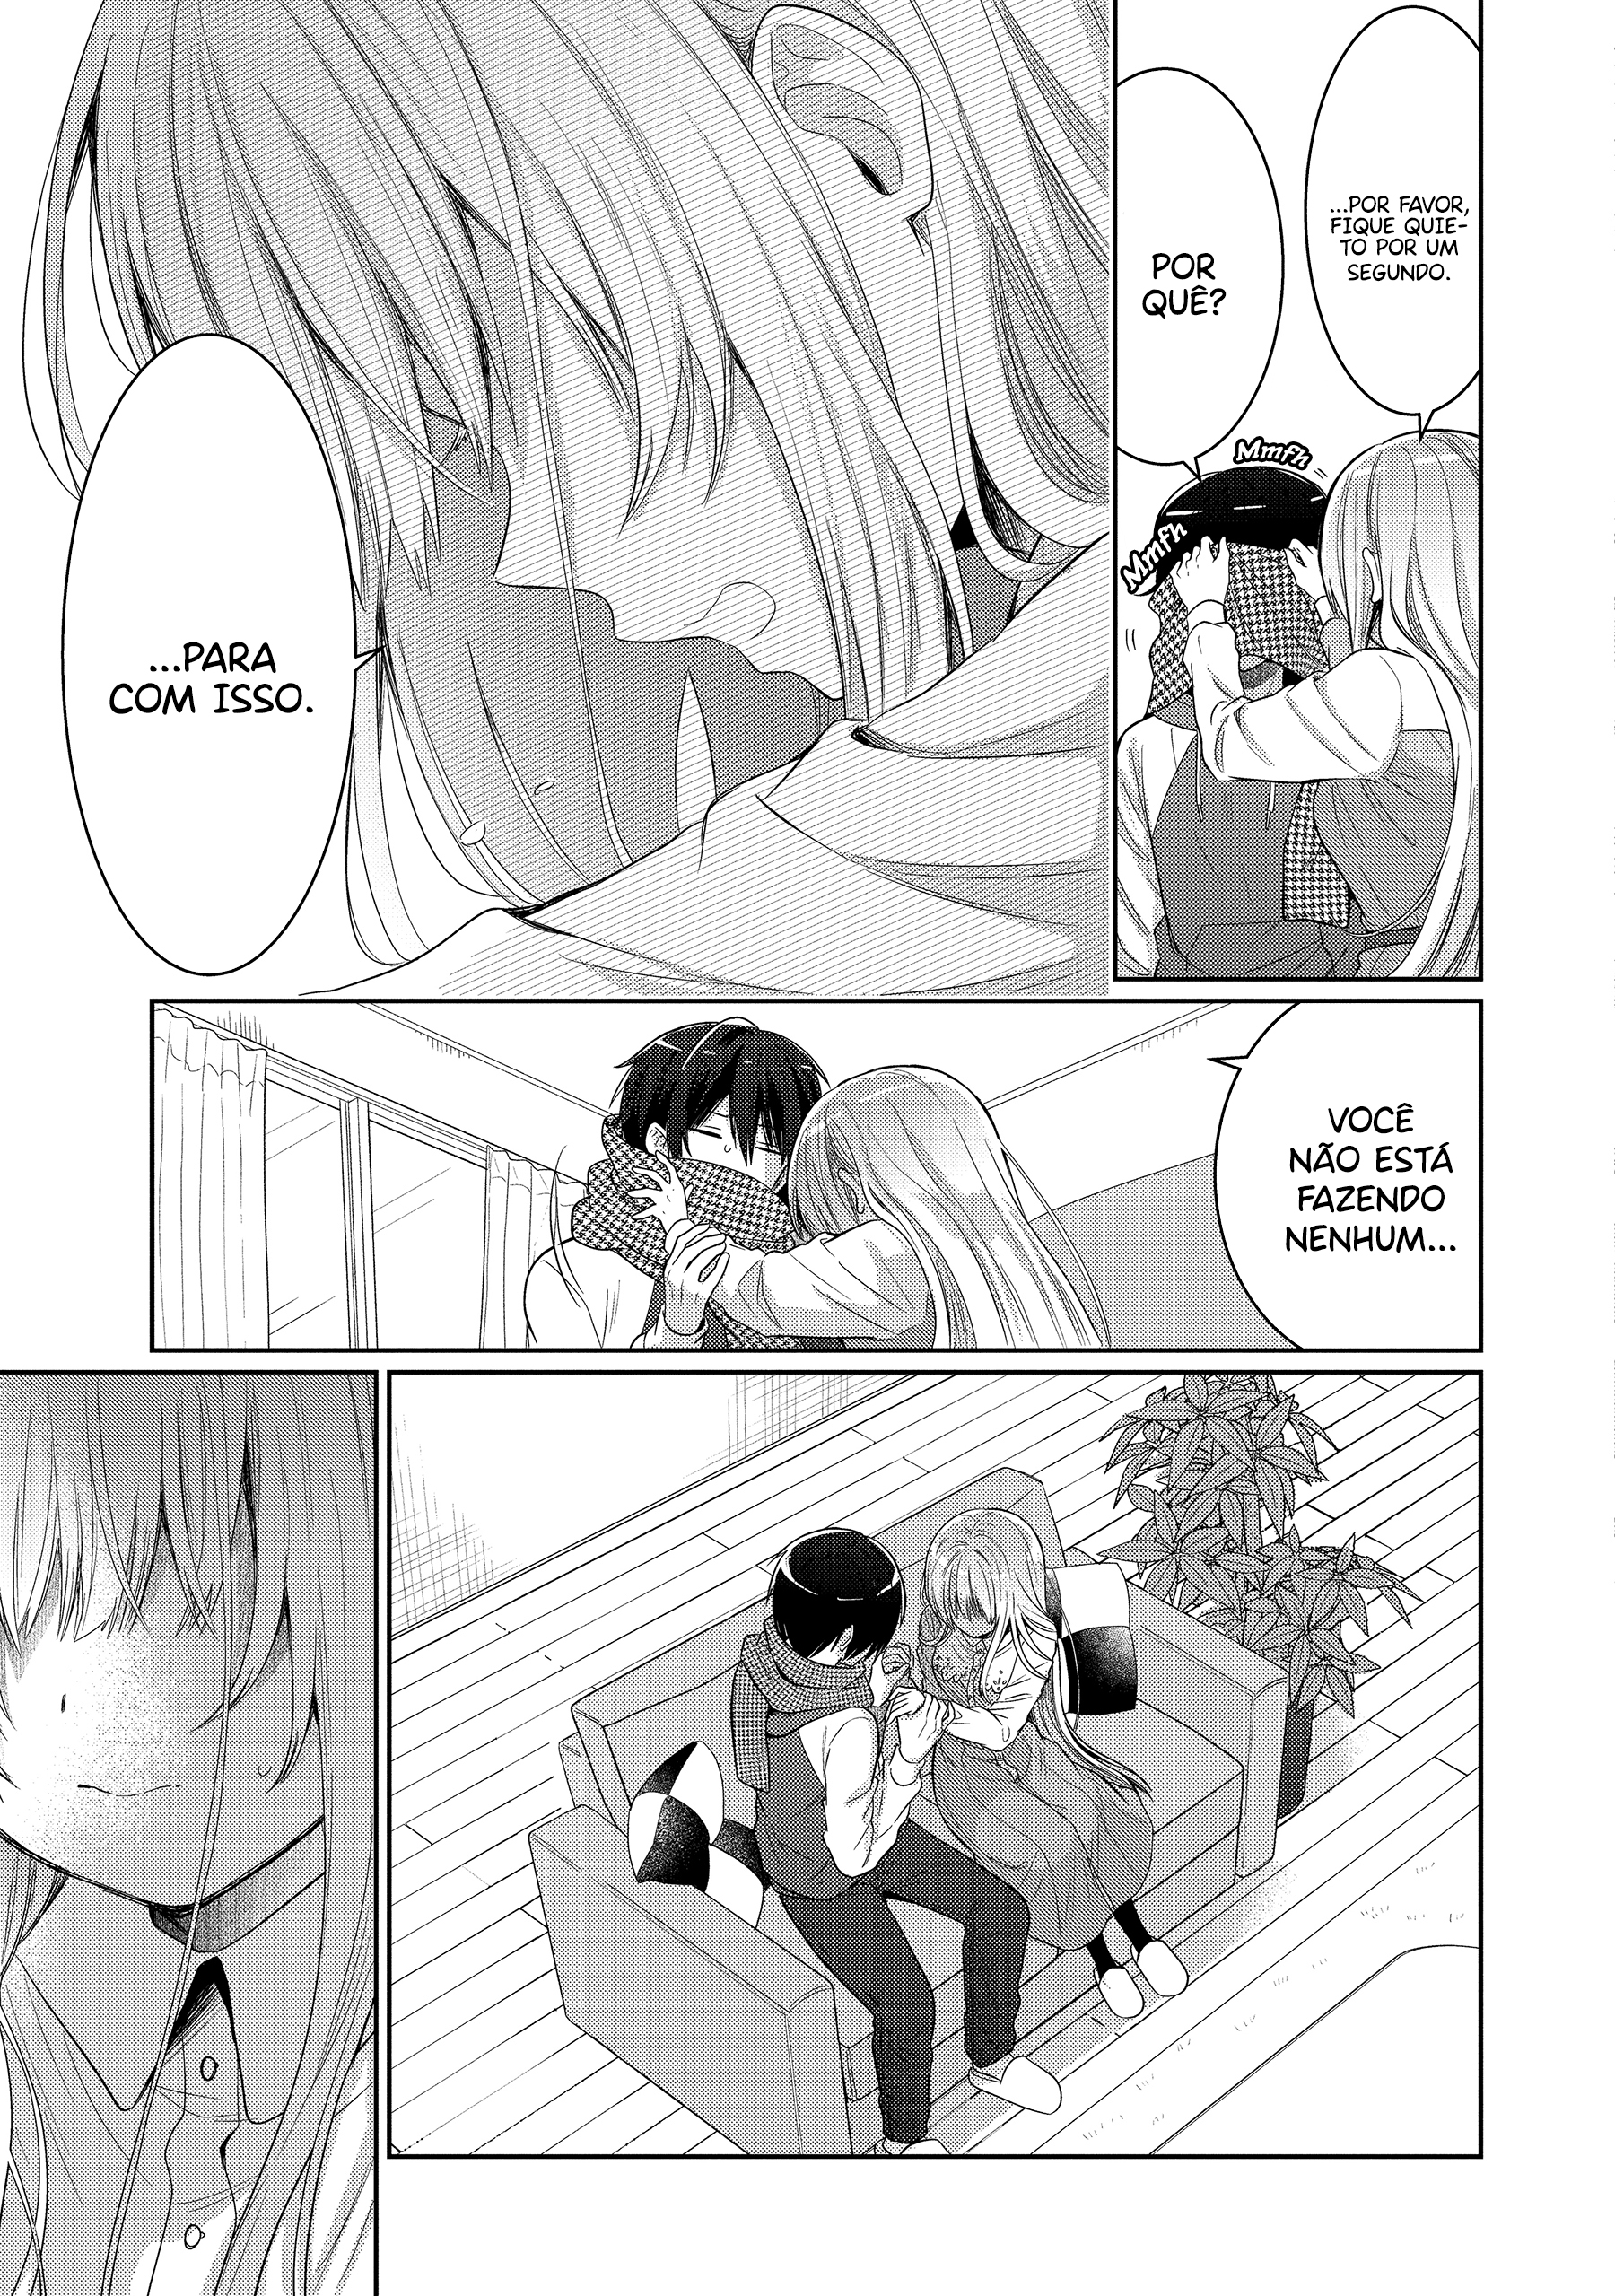 ...POR FAVOR,
FIQUE QUIE-
TO POR UM
SEGUNDO.
POR
QUÊ?
Mmfh
Mmfh
...PARA
COM ISSO.
VOCÊ
NÃO ESTÁ
FAZENDO
NENHUM...